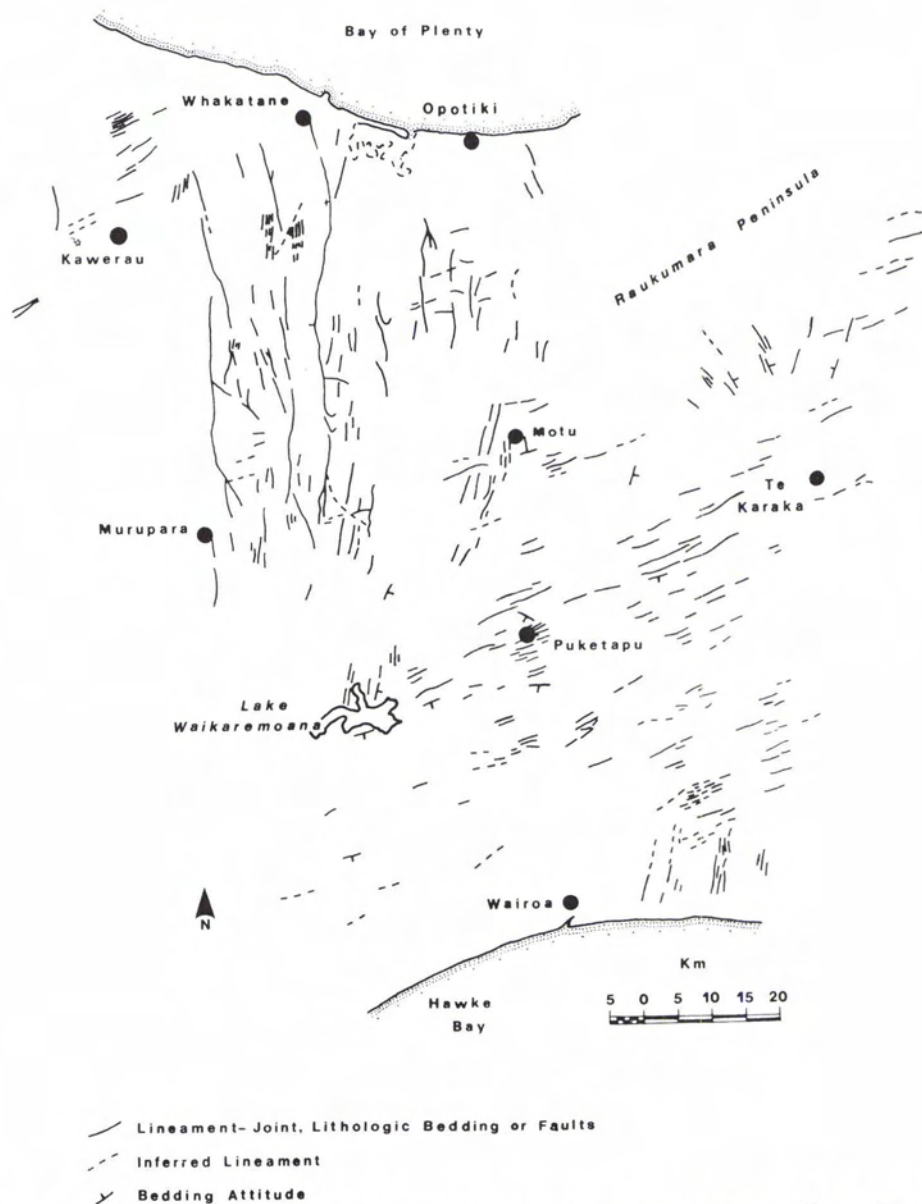 Bay of Plenty
Whakatane
Opotiki
Raukumara Peninsula
Kawerau
Motu
Te
Karaka
Murupara
Puketapu
Lake
Waikaremoana
N
Wairoa
Km
5 0 5 10 15 20
Hawke
Bay
Lineament-Joint, Lithologic Bedding or Faults
Inferred Lineament
Bedding Attitude